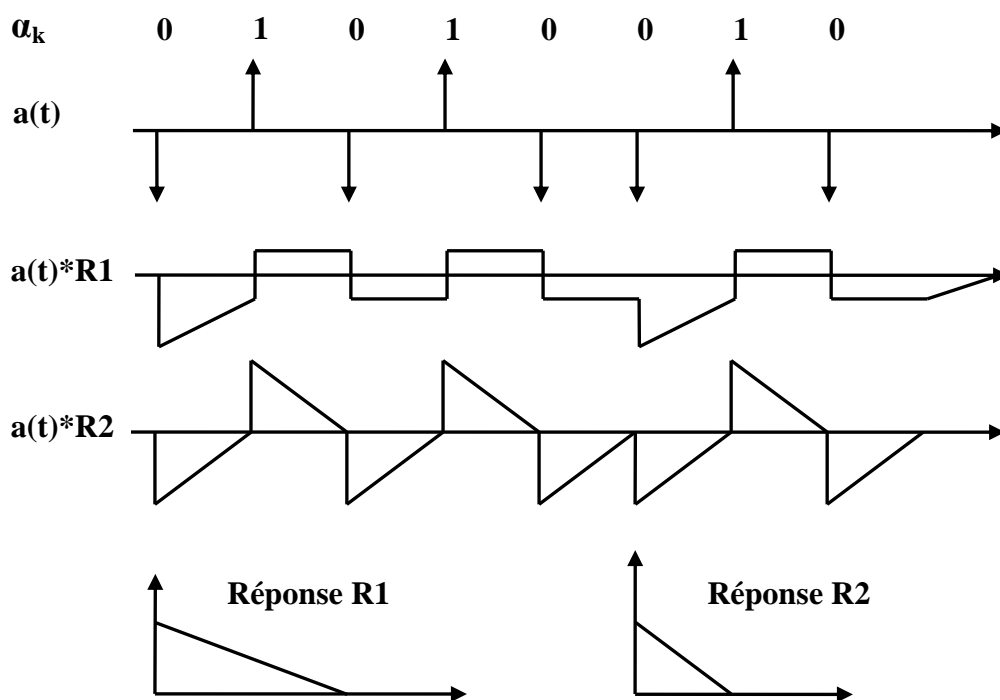 αk 0 1 0 1 0 0 1 0
a(t)
a(t)*R1
a(t)*R2
Réponse R1 Réponse R2